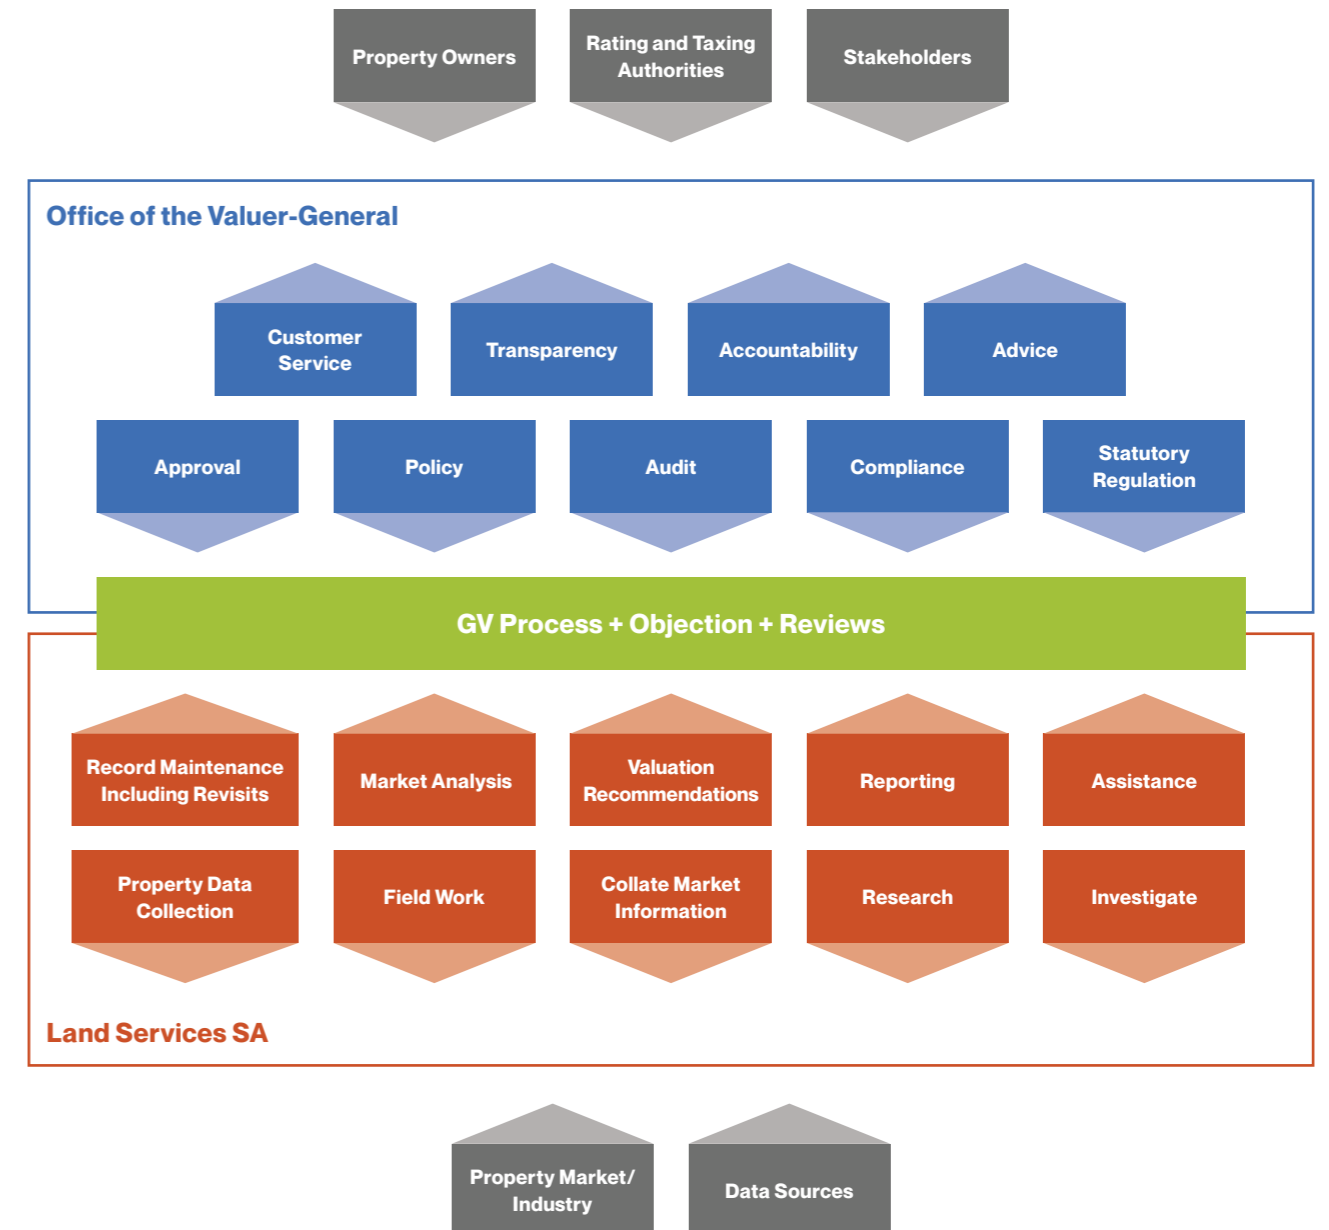 Property Owners
Rating and Taxing
Authorities
Stakeholders
Office of the Valuer-General
Customer
Service
Transparency
Accountability
Advice
Approval
Policy
Audit
Compliance
Statutory
Regulation
GV Process + Objection + Reviews
Record Maintenance
Including Revisits
Market Analysis
Valuation
Recommendations
Reporting
Assistance
Property Data
Collection
Field Work
Collate Market
Information
Research
Investigate
Land Services SA
Property Market/
Industry
Data Sources